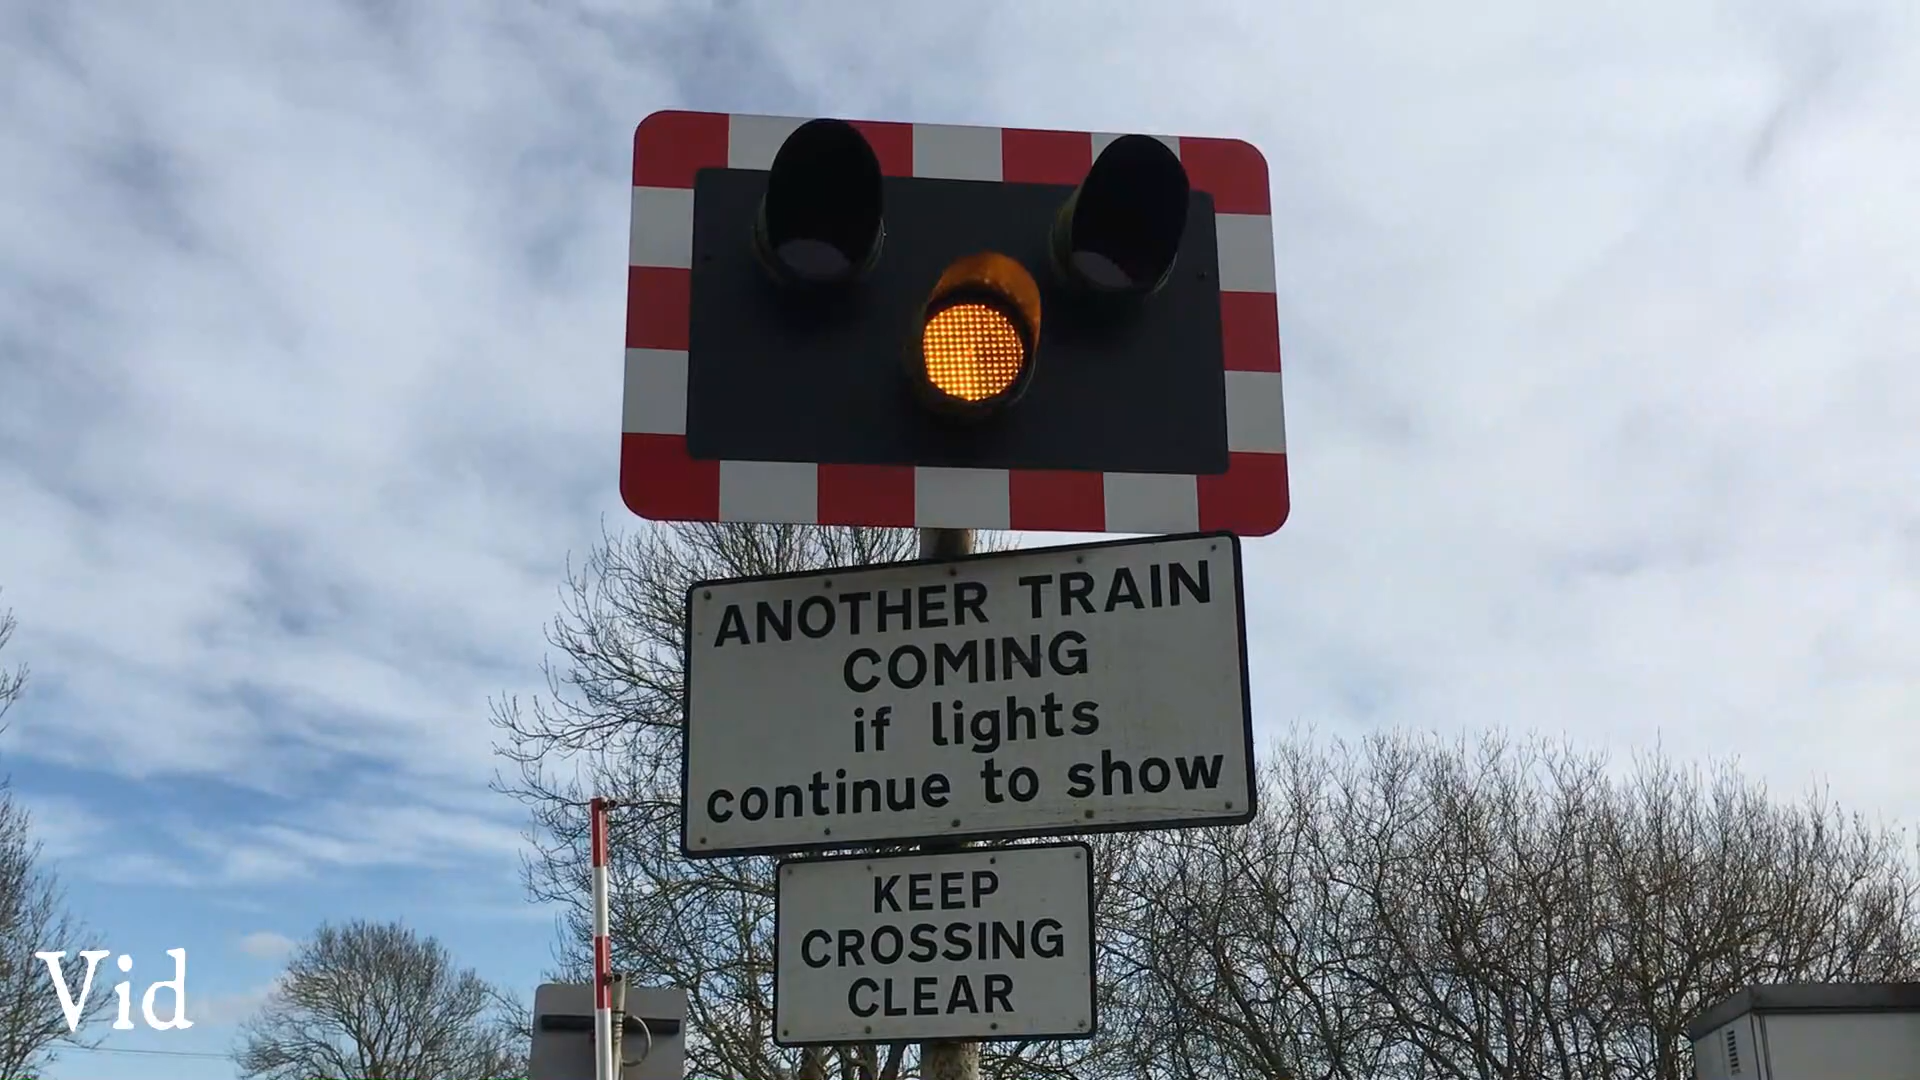 ANOTHER TRAIN
COMING
if lights
continue to show
KEEP
CROSSING
CLEAR
Vid